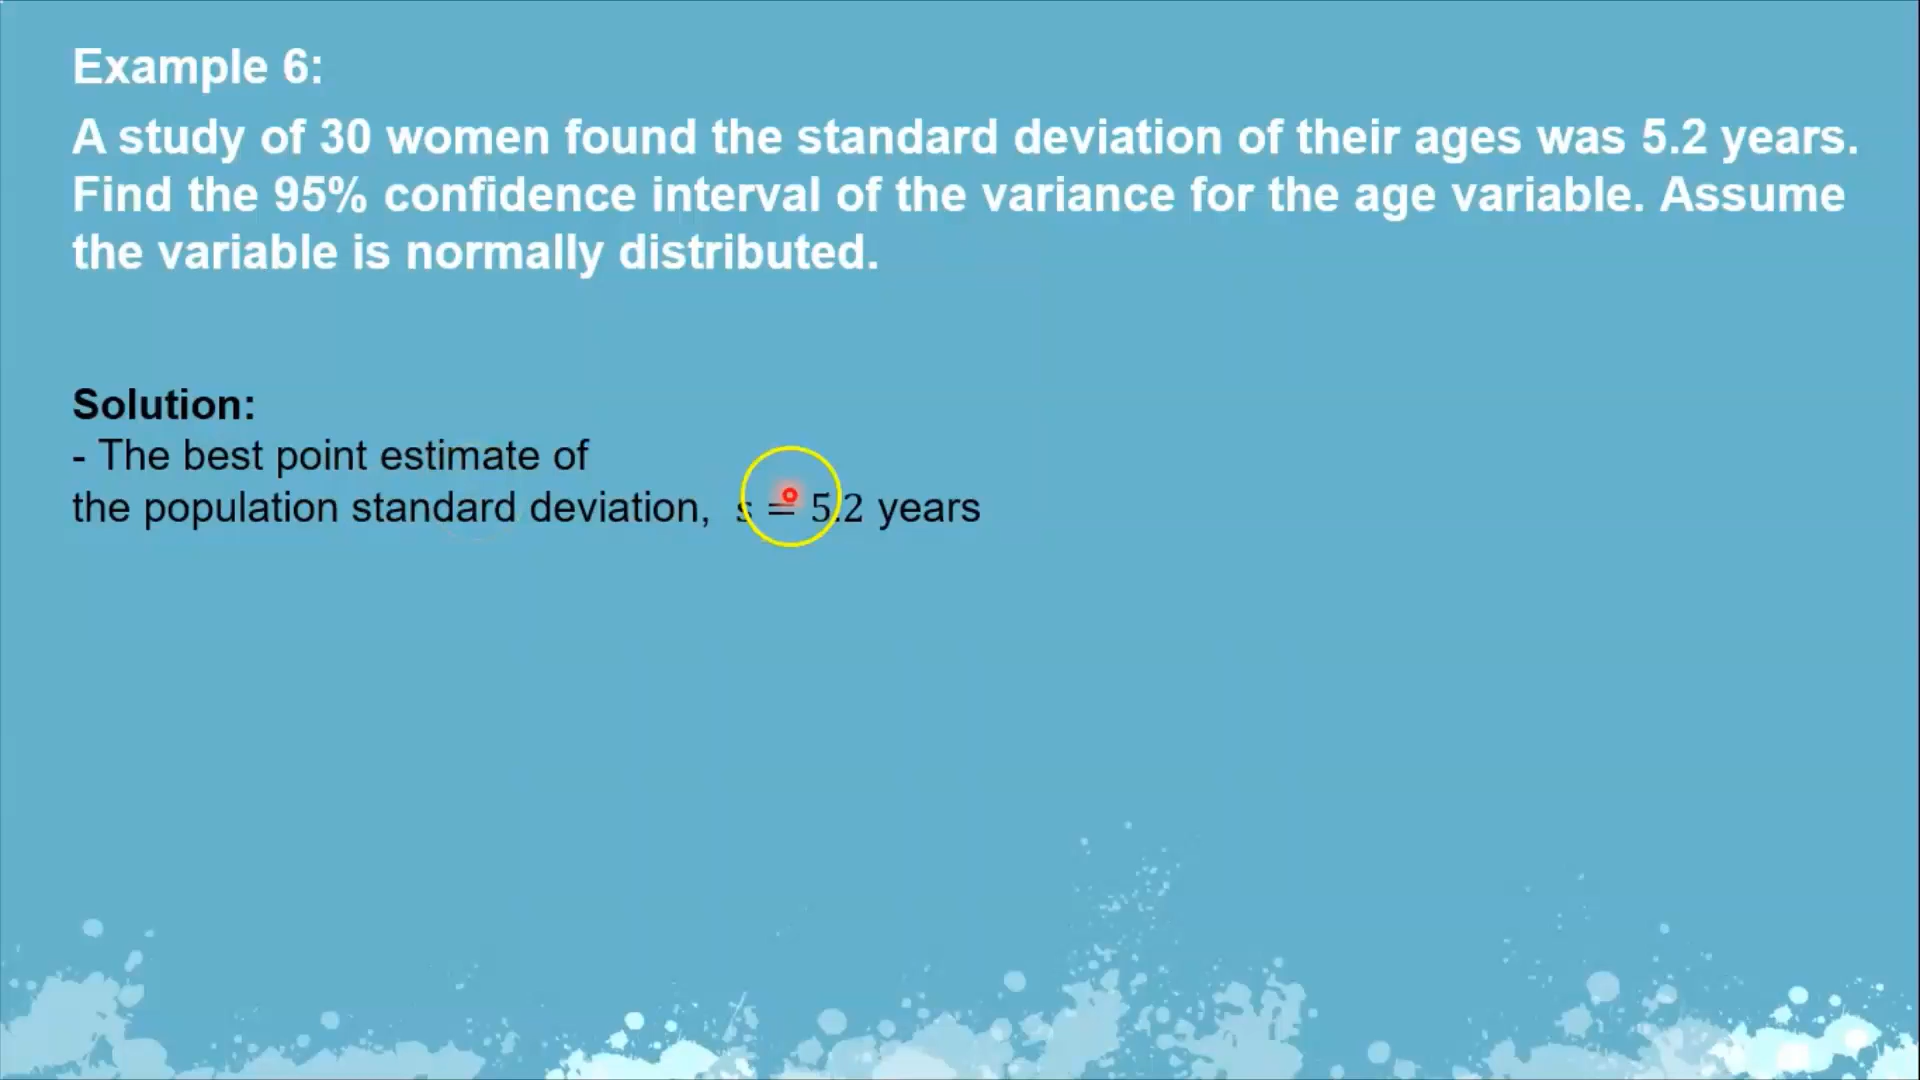 Example 6:
A study of 30 women found the standard deviation of their ages was 5.2 years.
Find the 95% confidence interval of the variance for the age variable. Assume
the variable is normally distributed.
Solution:
- The best point estimate of
the population standard deviation, s = 5.2 years